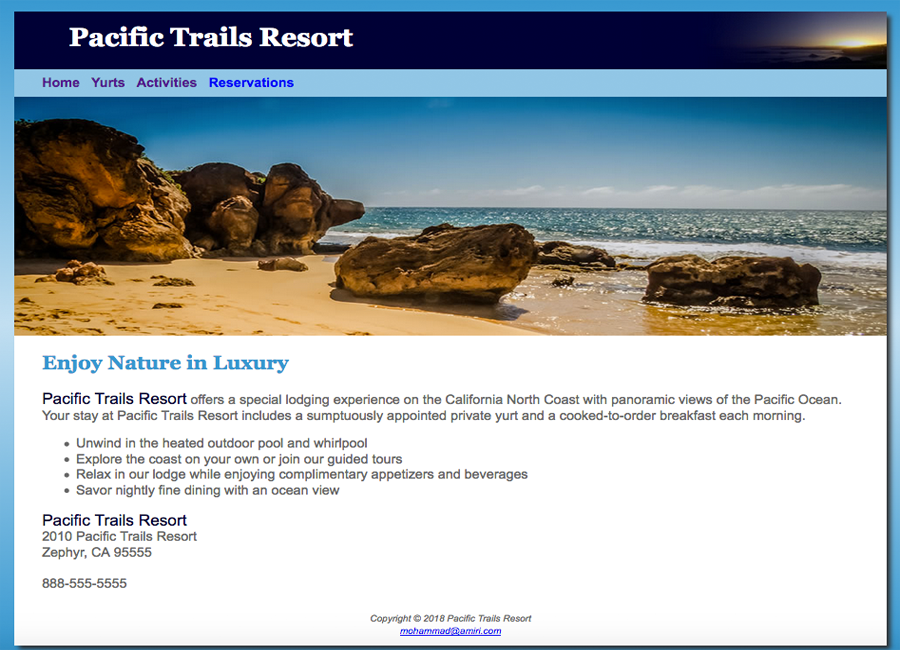 Pacific Trails Resort
Home Yurts Activities Reservations
Enjoy Nature in Luxury
Pacific Trails Resort offers a special lodging experience on the California North Coast with panoramic views of the Pacific Ocean.
Your stay at Pacific Trails Resort includes a sumptuously appointed private yurt and a cooked-to-order breakfast each morning.
• Unwind in the heated outdoor pool and whirlpool
• Explore the coast on your own or join our guided tours
• Relax in our lodge while enjoying complimentary appetizers and beverages
• Savor nightly fine dining with an ocean view
Pacific Trails Resort
2010 Pacific Trails Resort
Zephyr, CA 95555
888-555-5555
Copyright © 2018 Pacific Trails Resort
mohammad@amiri.com